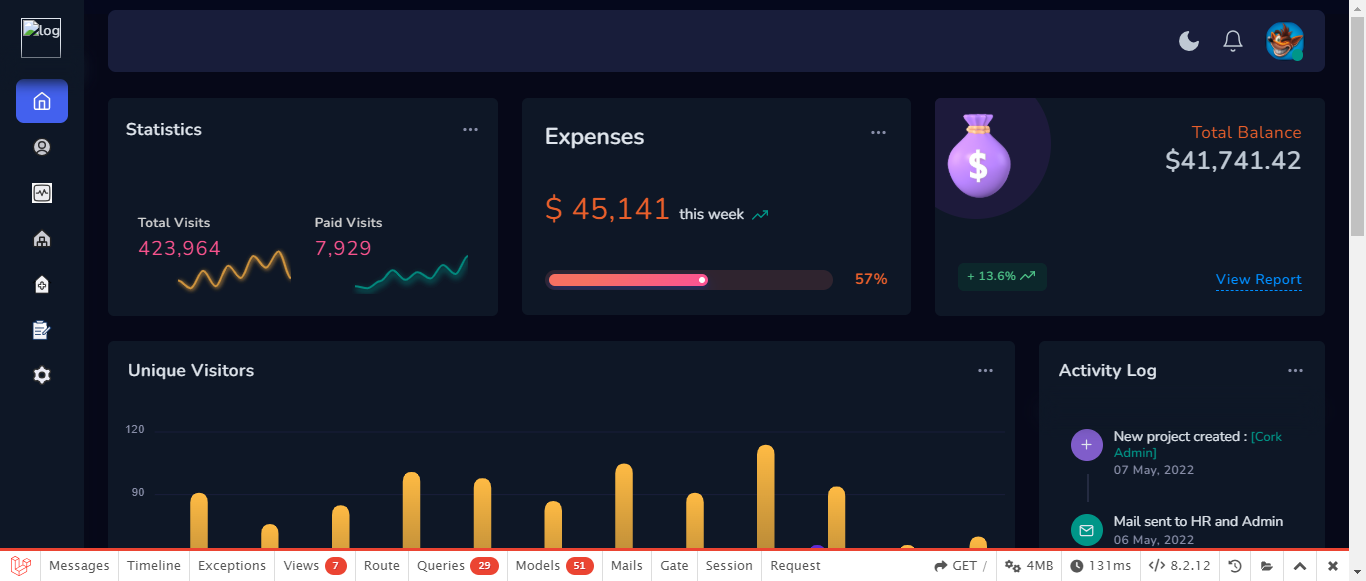 log
Statistics
Total Visits
423,964
Paid Visits
7,929
Expenses
$ 45,141 this week
57%
$
Total Balance
$41,741.42
+ 13.6%
View Report
Unique Visitors
120
90
Activity Log
New project created : [Cork
Admin]
07 May, 2022
Mail sent to HR and Admin
06 May, 2022
Messages Timeline Exceptions Views 7 Route Queries 29 Models 51 Mails Gate Session Request GET / 4MB 131ms </> 8.2.12